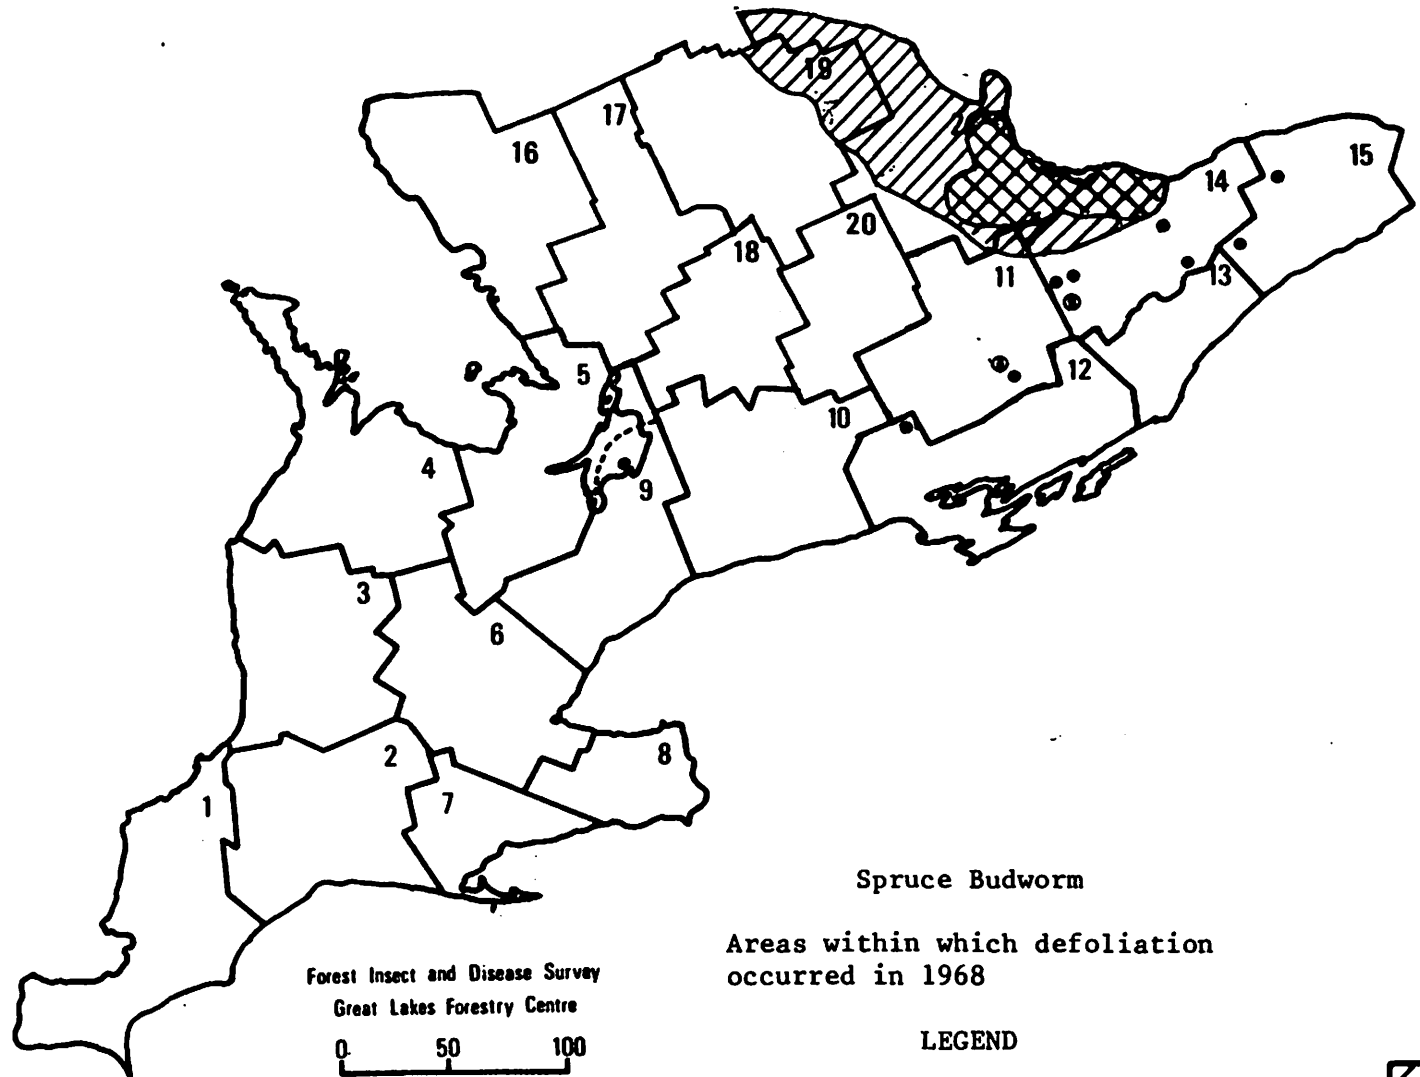 19
17
16
15
14
20
18
11
13
5
12
10
4
9
3
6
2
8
7
1
Spruce Budworm
Areas within which defoliation
occurred in 1968
Forest Insect and Disease Survey
Great Lakes Forestry Centre
LEGEND
0 50 100